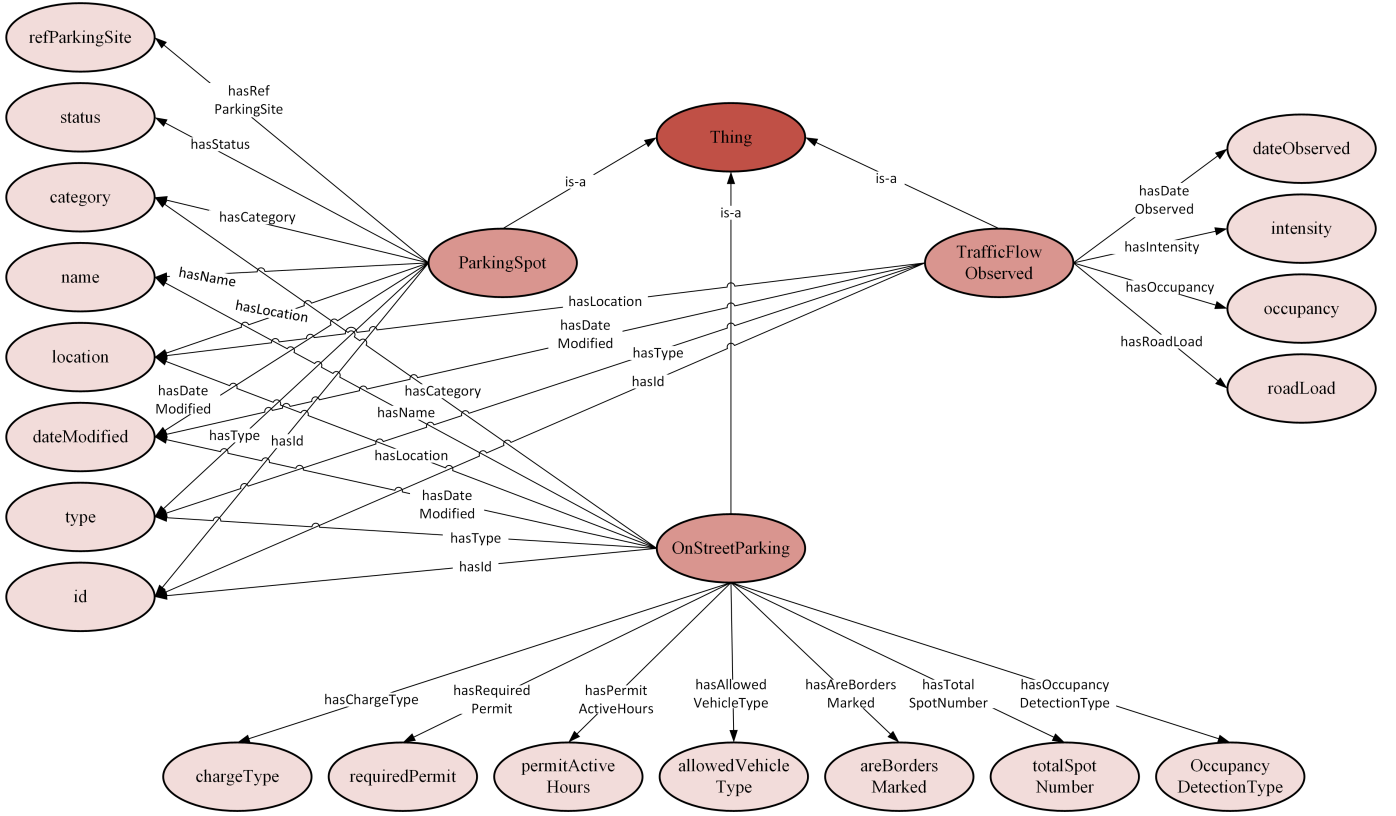 refParkingSite
status
category
name
location
dateModified
type
id
hasRef
ParkingSite
hasStatus
hasCategory
hasName
hasLocation
hasDate
Modified
hasType
hasId
Thing
is-a
is-a
is-a
ParkingSpot
TrafficFlow
Observed
hasLocation
hasDate
Modified
hasType
hasId
hasDate
Observed
hasIntensity
hasOccupancy
hasRoadLoad
dateObserved
intensity
occupancy
roadLoad
hasCategory
hasName
hasLocation
hasDate
Modified
hasType
hasId
OnStreetParking
hasChargeType
hasRequired
Permit
hasPermit
ActiveHours
hasAllowed
VehicleType
hasAreBorders
Marked
hasTotal
SpotNumber
hasOccupancy
DetectionType
chargeType
requiredPermit
permitActive
Hours
allowedVehicle
Type
areBorders
Marked
totalSpot
Number
Occupancy
DetectionType